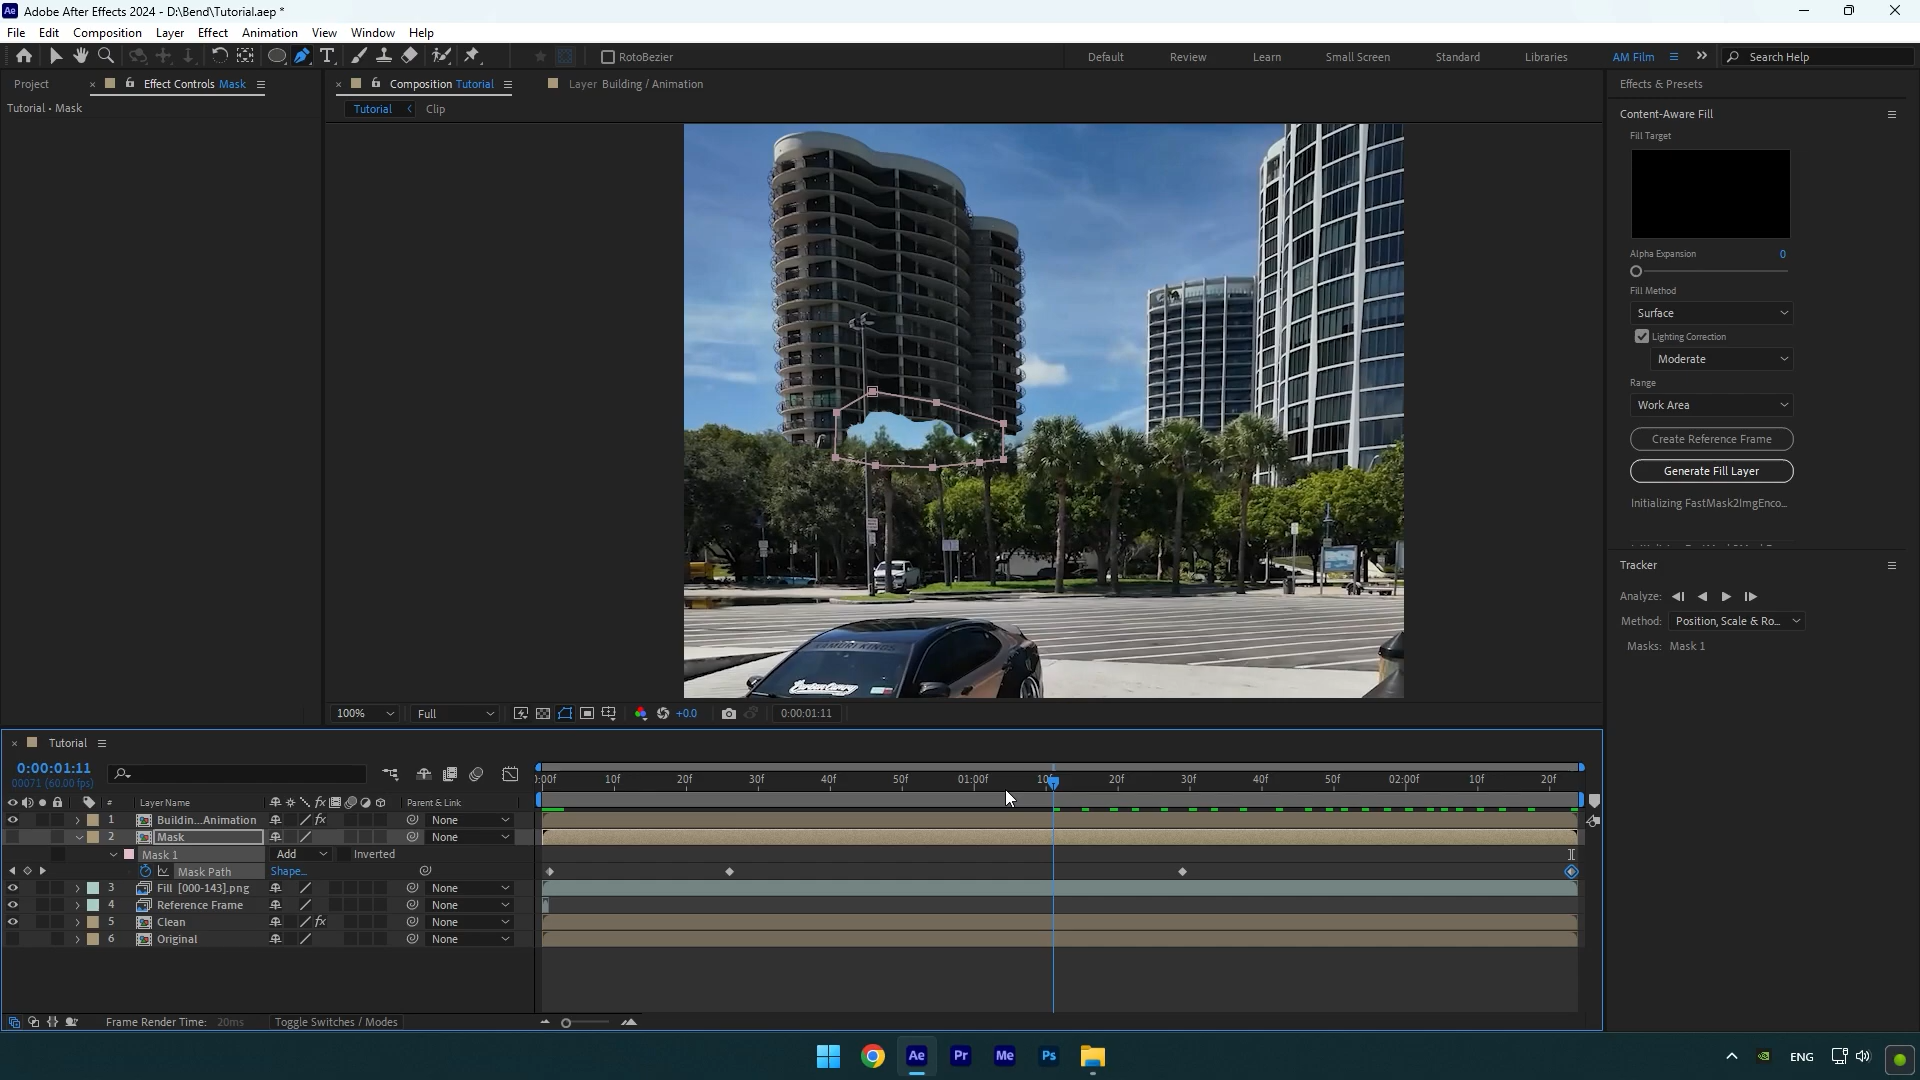 Adobe After Effects 2024 - D:\Bend\Tutorial.aep *
File Edit Composition Layer Effect Animation View Window Help
RotoBezier
Default Review Learn Small Screen Standard Libraries AM Film Search Help
Project
Effect Controls Mask
Composition Tutorial
Layer Building / Animation
Effects & Presets
Tutorial • Mask
Tutorial Clip
Content-Aware Fill
Fill Target
Alpha Expansion 0
Fill Method
Surface
Lighting Correction
Moderate
Range
Work Area
Create Reference Frame
Generate Fill Layer
Initializing FastMask2ImgEnco...
Tracker
Analyze:
Method: Position, Scale & Ro...
Masks: Mask 1
100% Full +0.0 0:00:01:11
Tutorial
0:00:01:11
00071 (60.00 fps)
:00f 10f 20f 30f 40f 50f 01:00f 10f 20f 30f 40f 50f 02:00f 10f 20f
# Layer Name Parent & Link
1 Buildin...Animation None
2 Mask None
Mask 1 Add Inverted
Mask Path Shape...
3 Fill [000-143].png None
4 Reference Frame None
5 Clean None
6 Original None
Frame Render Time: 20ms Toggle Switches / Modes
Ae Pr Me Ps ENG